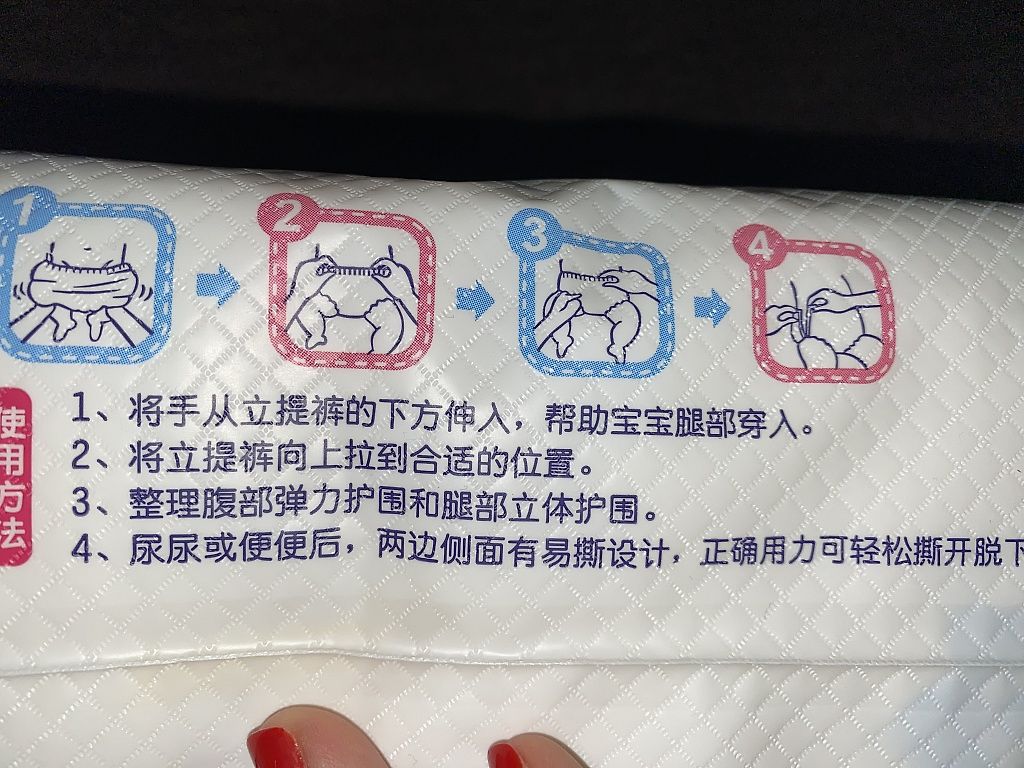 1 2 3 4
使用方法
1、将手从立提裤的下方伸入，帮助宝宝腿部穿入。
2、将立提裤向上拉到合适的位置。
3、整理腹部弹力护围和腿部立体护围。
4、尿尿或便便后，两边侧面有易撕设计，正确用力可轻松撕开脱下